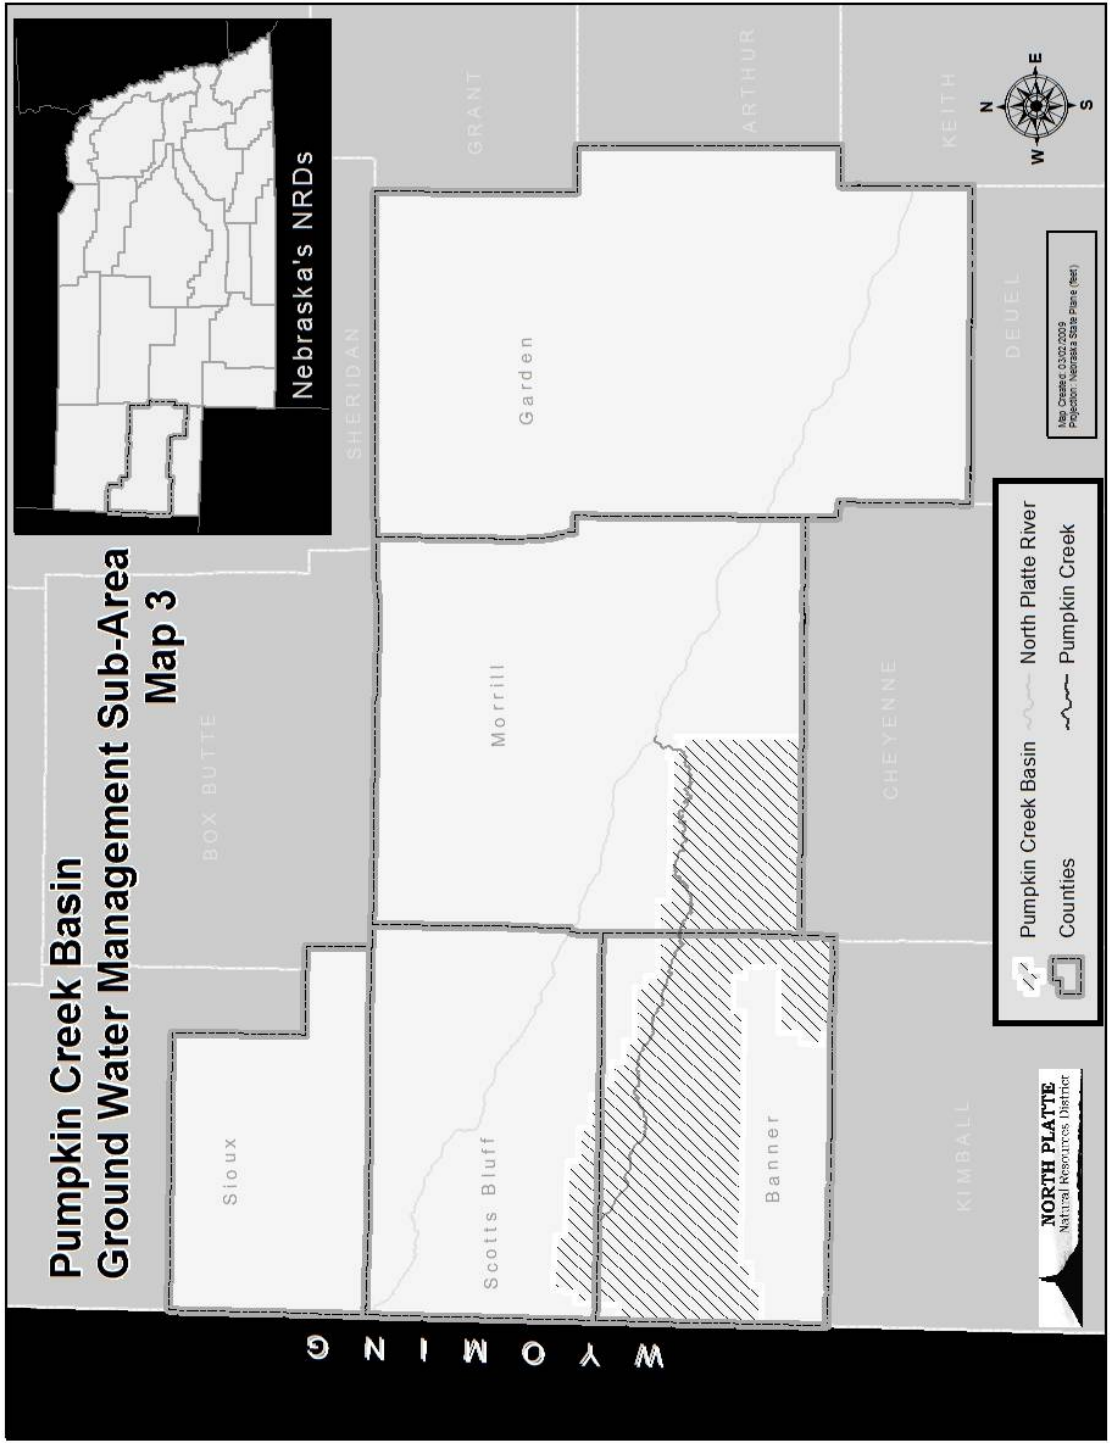 Pumpkin Creek Basin
Ground Water Management Sub-Area
Map 3
Nebraska's NRDs
WYOMING
Sioux
Scotts Bluff
Banner
Morrill
Garden
BOX BUTTE
SHERIDAN
GRANT
ARTHUR
KEITH
DEUEL
CHEYENNE
KIMBALL
N
E
S
W
NORTH PLATTE
Natural Resources District
Pumpkin Creek Basin
North Platte River
Counties
Pumpkin Creek
Map Created: 03/02/2009
Projection: Nebraska State Plane (feet)